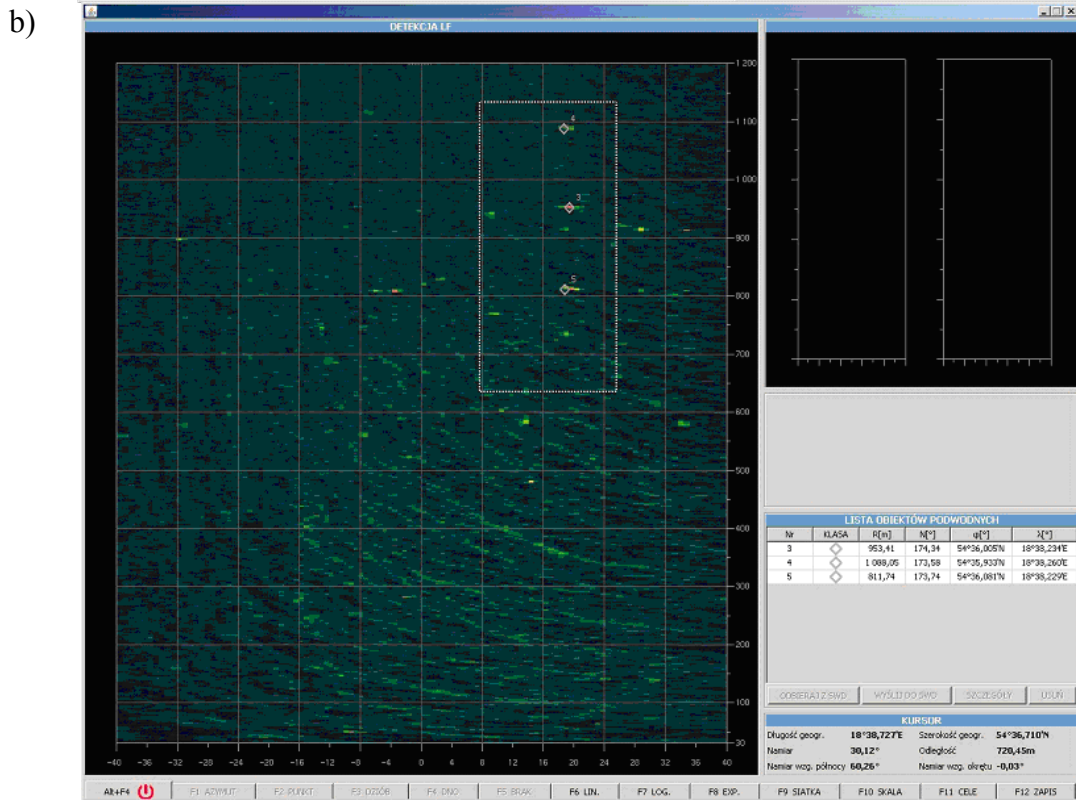 b)
DETEKCJA LF
1 200
1 100
1 000
900
800
700
600
500
400
300
200
100
30
-40 -36 -32 -28 -24 -20 -16 -12 -8 -4 0 4 8 12 16 20 24 28 32 36 40
4
3
5
LISTA OBIEKTÓW PODWODNYCH
Nr KLASA R[m] N[°] φ[°] λ[°]
3 953,41 174,34 54°36,005'N 18°38,234'E
4 1 088,05 173,58 54°35,933'N 18°38,260'E
5 811,74 173,74 54°36,081'N 18°38,229'E
ODBIERAJ Z SWD WYŚLIJ DO SWD SZCZEGÓŁY USUŃ
KURSOR
Długość geogr. 18°38,727'E Szerokość geogr. 54°36,710'N
Namiar 30,12° Odległość 720,45m
Namiar wzg. północy 60,26° Namiar wzg. okrętu -0,03°
Alt+F4 F1 AZYMUT F2 PUNKT F3 DZIÓB F4 DNO F5 BRAK F6 LIN. F7 LOG. F8 EXP. F9 SIATKA F10 SKALA F11 CELE F12 ZAPIS